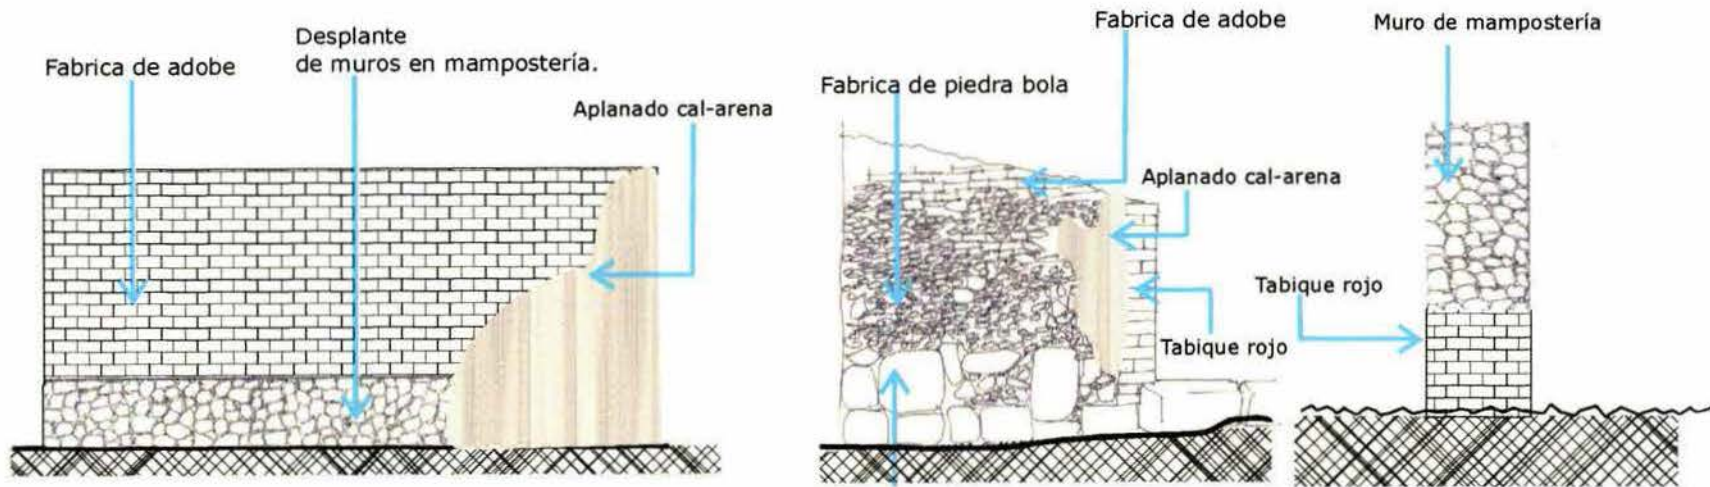 Fabrica de adobe
Desplante
de muros en mampostería.
Aplanado cal-arena
Fabrica de piedra bola
Fabrica de adobe
Aplanado cal-arena
Tabique rojo
Muro de mampostería
Tabique rojo